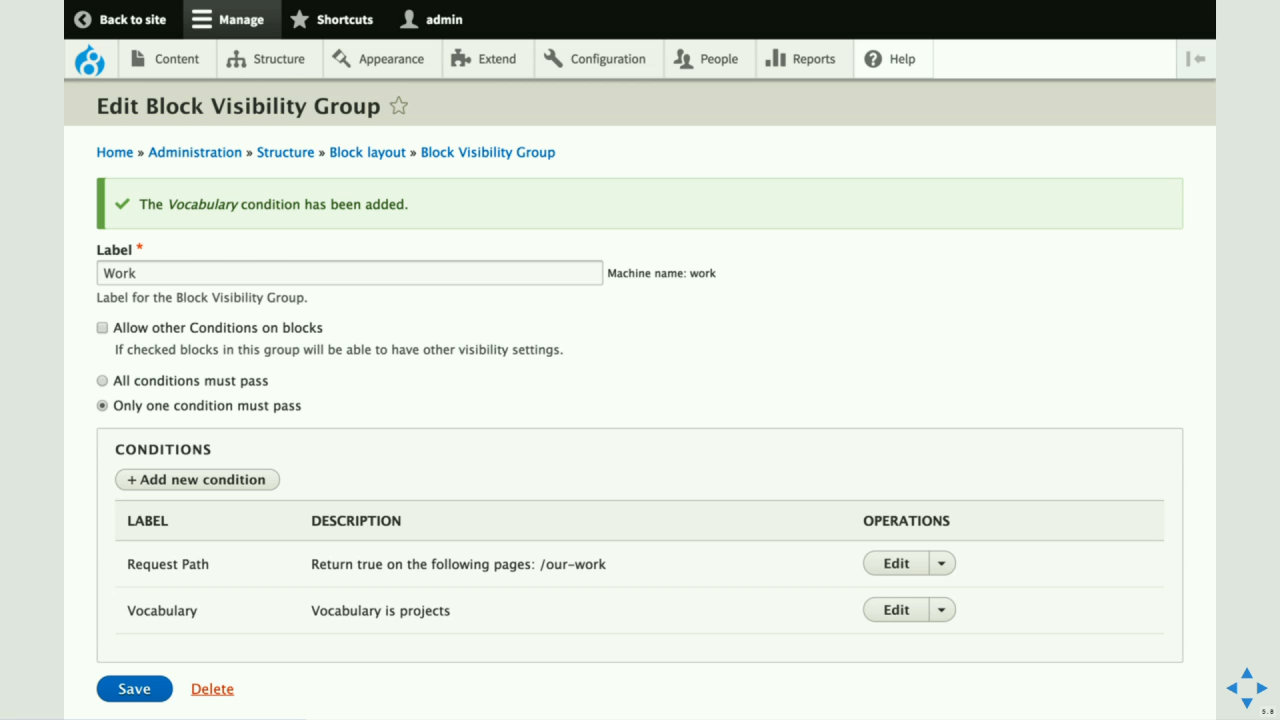 Back to site Manage Shortcuts admin
Content Structure Appearance Extend Configuration People Reports Help
Edit Block Visibility Group
Home » Administration » Structure » Block layout » Block Visibility Group
The Vocabulary condition has been added.
Label *
Work Machine name: work
Label for the Block Visibility Group.
Allow other Conditions on blocks
If checked blocks in this group will be able to have other visibility settings.
All conditions must pass
Only one condition must pass
CONDITIONS
+ Add new condition
LABEL DESCRIPTION OPERATIONS
Request Path Return true on the following pages: /our-work Edit
Vocabulary Vocabulary is projects Edit
Save Delete
5.8